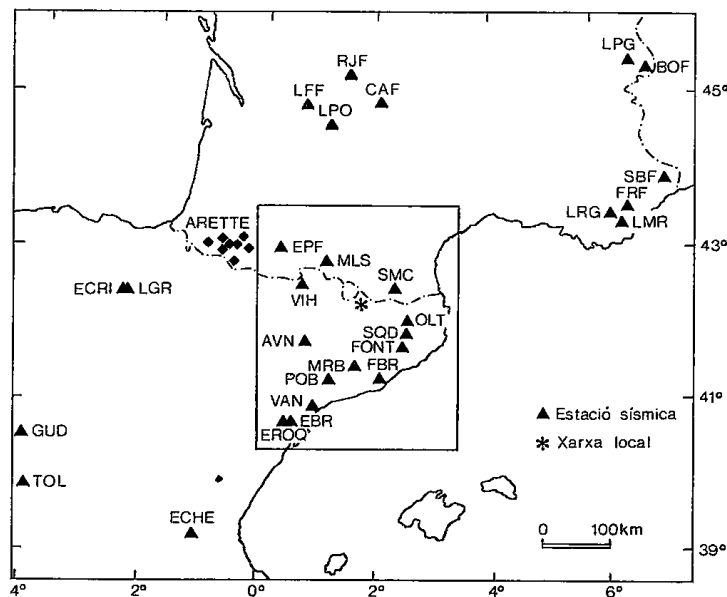 LPG
BOF
RJF
LFF
CAF
LPO
45°
SBF
FRF
LRG
LMR
ARETTE
43°
EPF
MLS
SMC
ECRI
LGR
VIH
OLT
SQD
AVN
FONT
MRB
FBR
POB
41°
VAN
EBR
EROQ
GUD
Estació sísmica
Xarxa local
TOL
ECHE
0 100km
39°
4° 2° 0° 2° 4° 6°